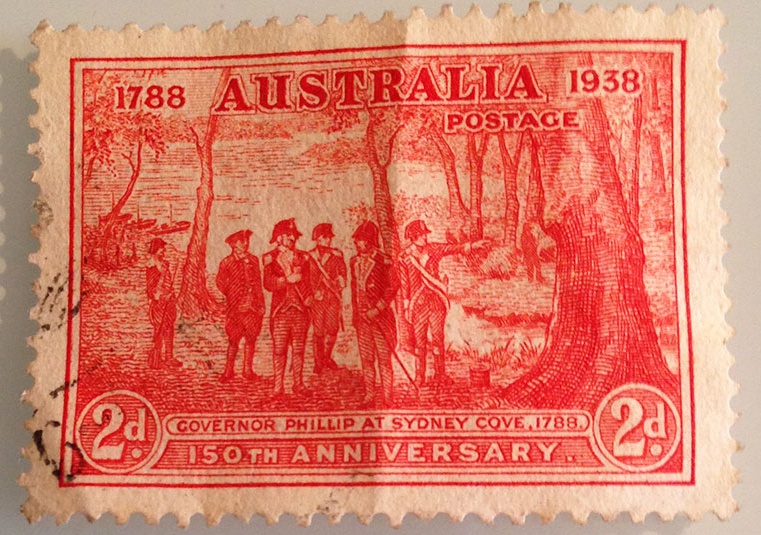 1788 AUSTRALIA 1938
POSTAGE
2d. GOVERNOR PHILLIP AT SYDNEY COVE, 1788. 2d.
150TH ANNIVERSARY.